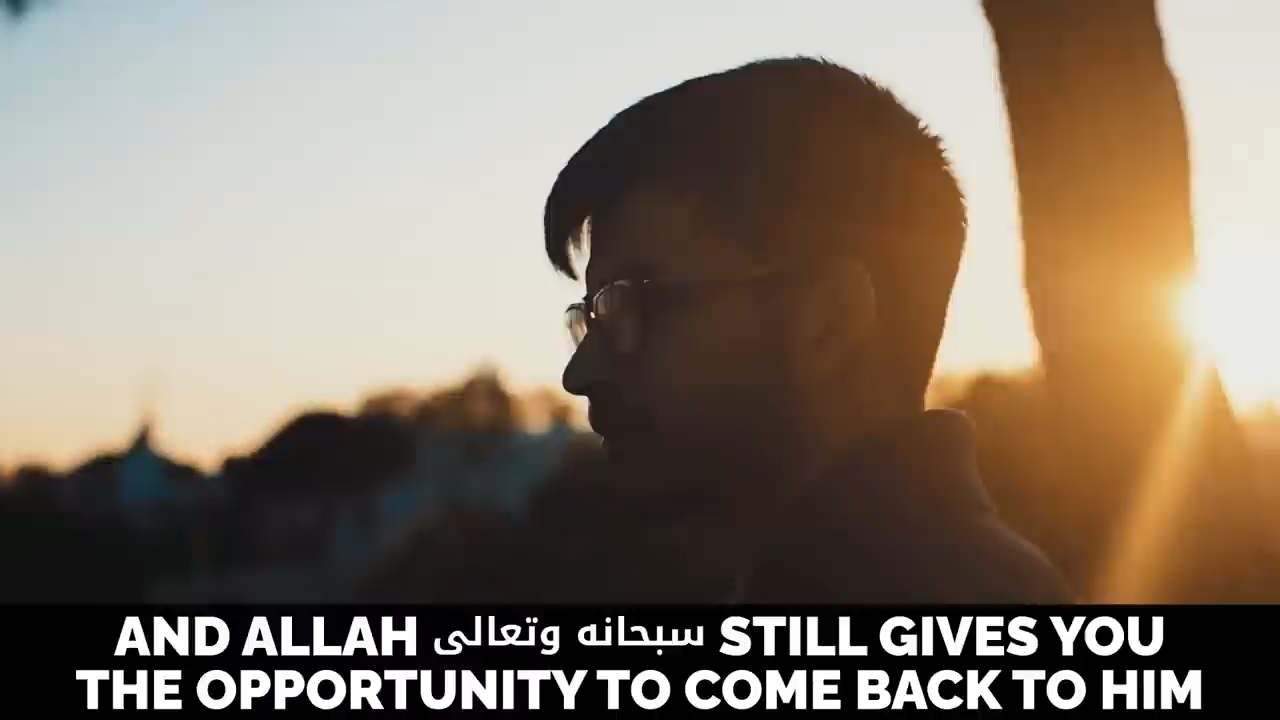 AND ALLAH سبحانه وتعالى STILL GIVES YOU
THE OPPORTUNITY TO COME BACK TO HIM